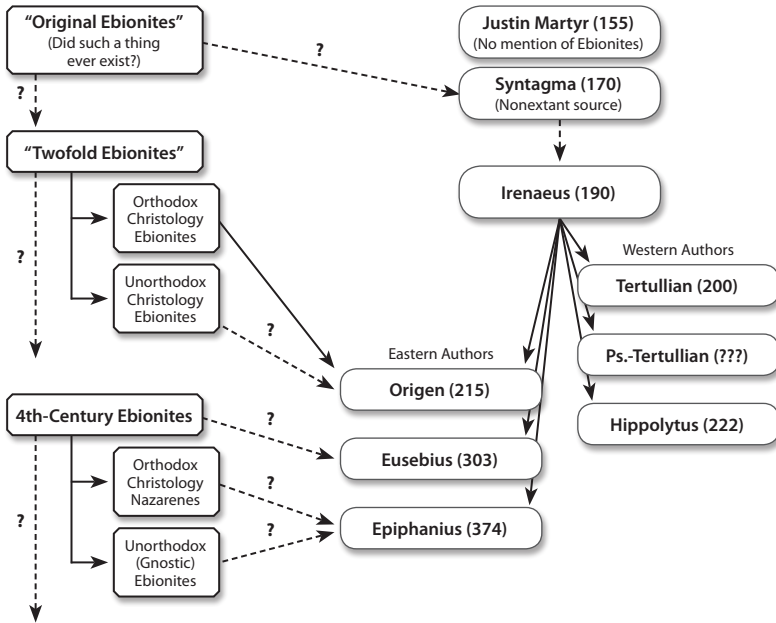 “Original Ebionites”
(Did such a thing
ever exist?)
?
?
Justin Martyr (155)
(No mention of Ebionites)
Syntagma (170)
(Nonextant source)
“Twofold Ebionites”
Irenaeus (190)
Orthodox
Christology
Ebionites
?
Unorthodox
Christology
Ebionites
?
Western Authors
Tertullian (200)
Ps.-Tertullian (???)
Hippolytus (222)
Eastern Authors
Origen (215)
4th-Century Ebionites
?
Eusebius (303)
Orthodox
Christology
Nazarenes
?
?
Unorthodox
(Gnostic)
Ebionites
?
Epiphanius (374)